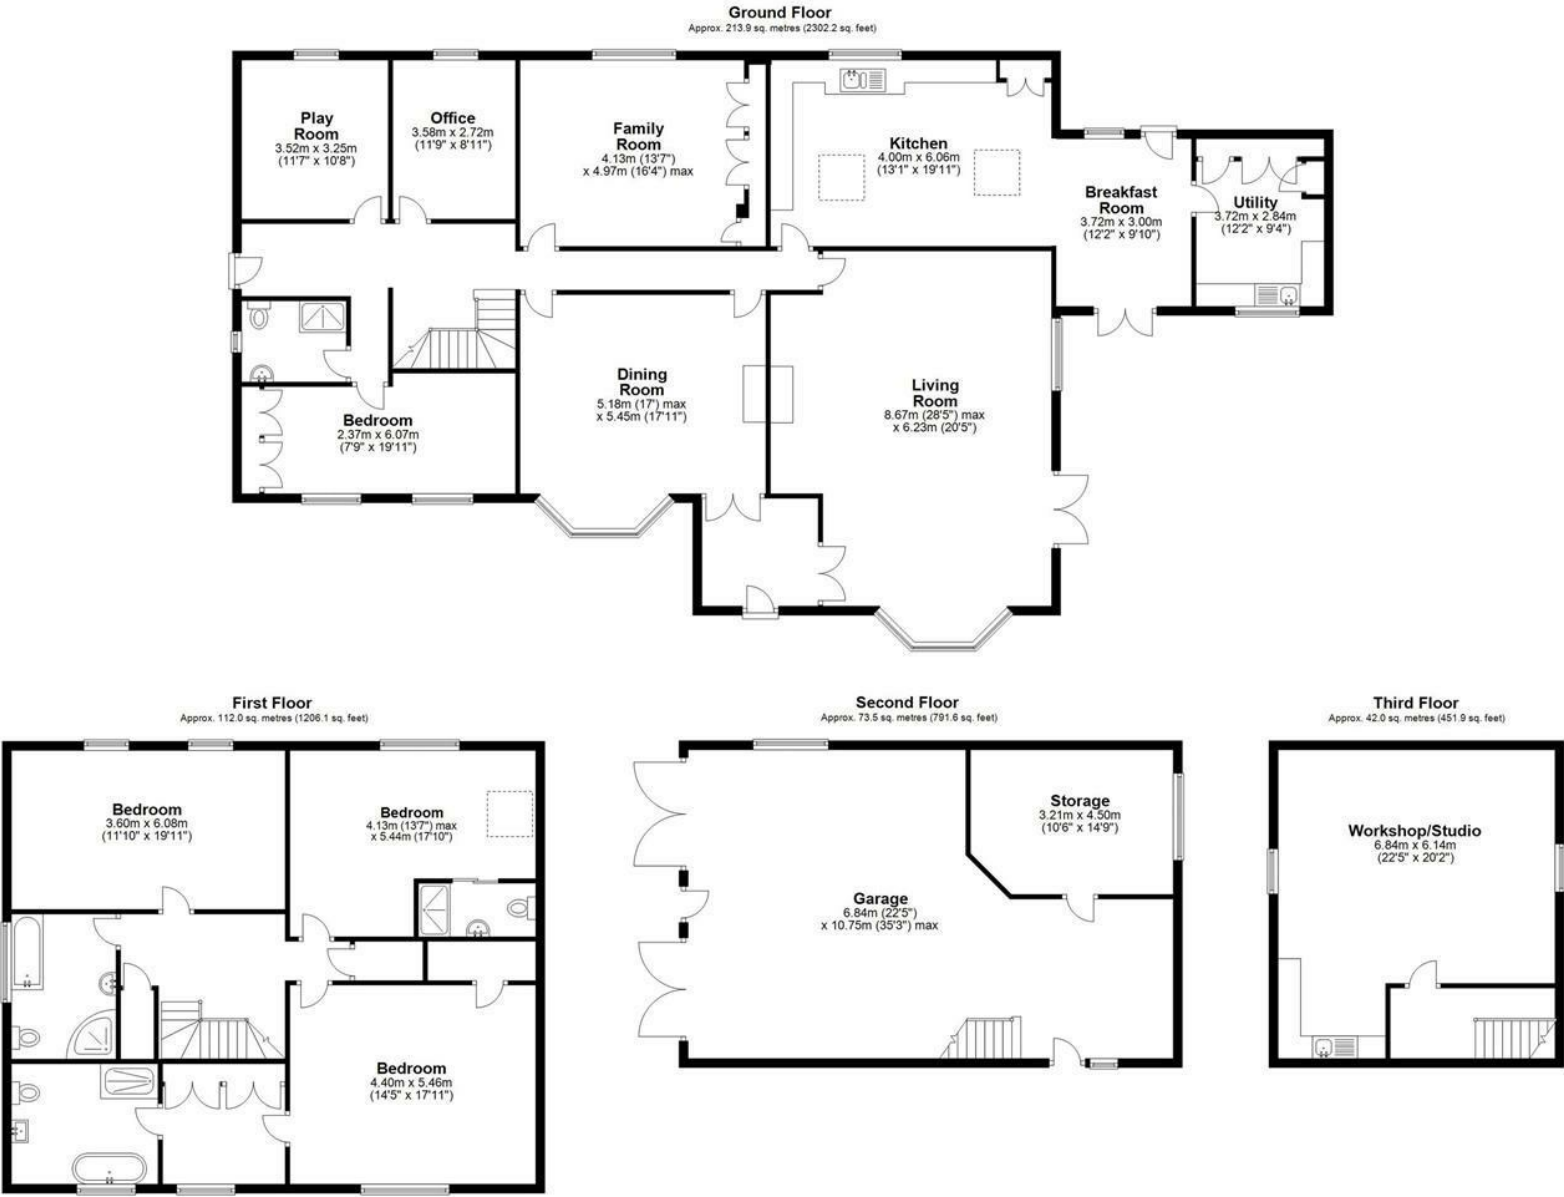 Ground Floor
Approx. 213.9 sq. metres (2302.2 sq. feet)
Play
Room
3.52m x 3.25m
(11'7" x 10'8")
Office
3.58m x 2.72m
(11'9" x 8'11")
Family
Room
4.13m (13'7")
x 4.97m (16'4") max
Kitchen
4.00m x 6.06m
(13'1" x 19'11")
Breakfast
Room
3.72m x 3.00m
(12'2" x 9'10")
Utility
3.72m x 2.84m
(12'2" x 9'4")
Dining
Room
5.18m (17') max
x 5.45m (17'11")
Living
Room
8.67m (28'5") max
x 6.23m (20'5")
Bedroom
2.37m x 6.07m
(7'9" x 19'11")
First Floor
Approx. 112.0 sq. metres (1206.1 sq. feet)
Bedroom
3.60m x 6.08m
(11'10" x 19'11")
Bedroom
4.13m (13'7") max
x 5.44m (17'10")
Bedroom
4.40m x 5.46m
(14'5" x 17'11")
Second Floor
Approx. 73.5 sq. metres (791.6 sq. feet)
Storage
3.21m x 4.50m
(10'6" x 14'9")
Garage
6.84m (22'5")
x 10.75m (35'3") max
Third Floor
Approx. 42.0 sq. metres (451.9 sq. feet)
Workshop/Studio
6.84m x 6.14m
(22'5" x 20'2")